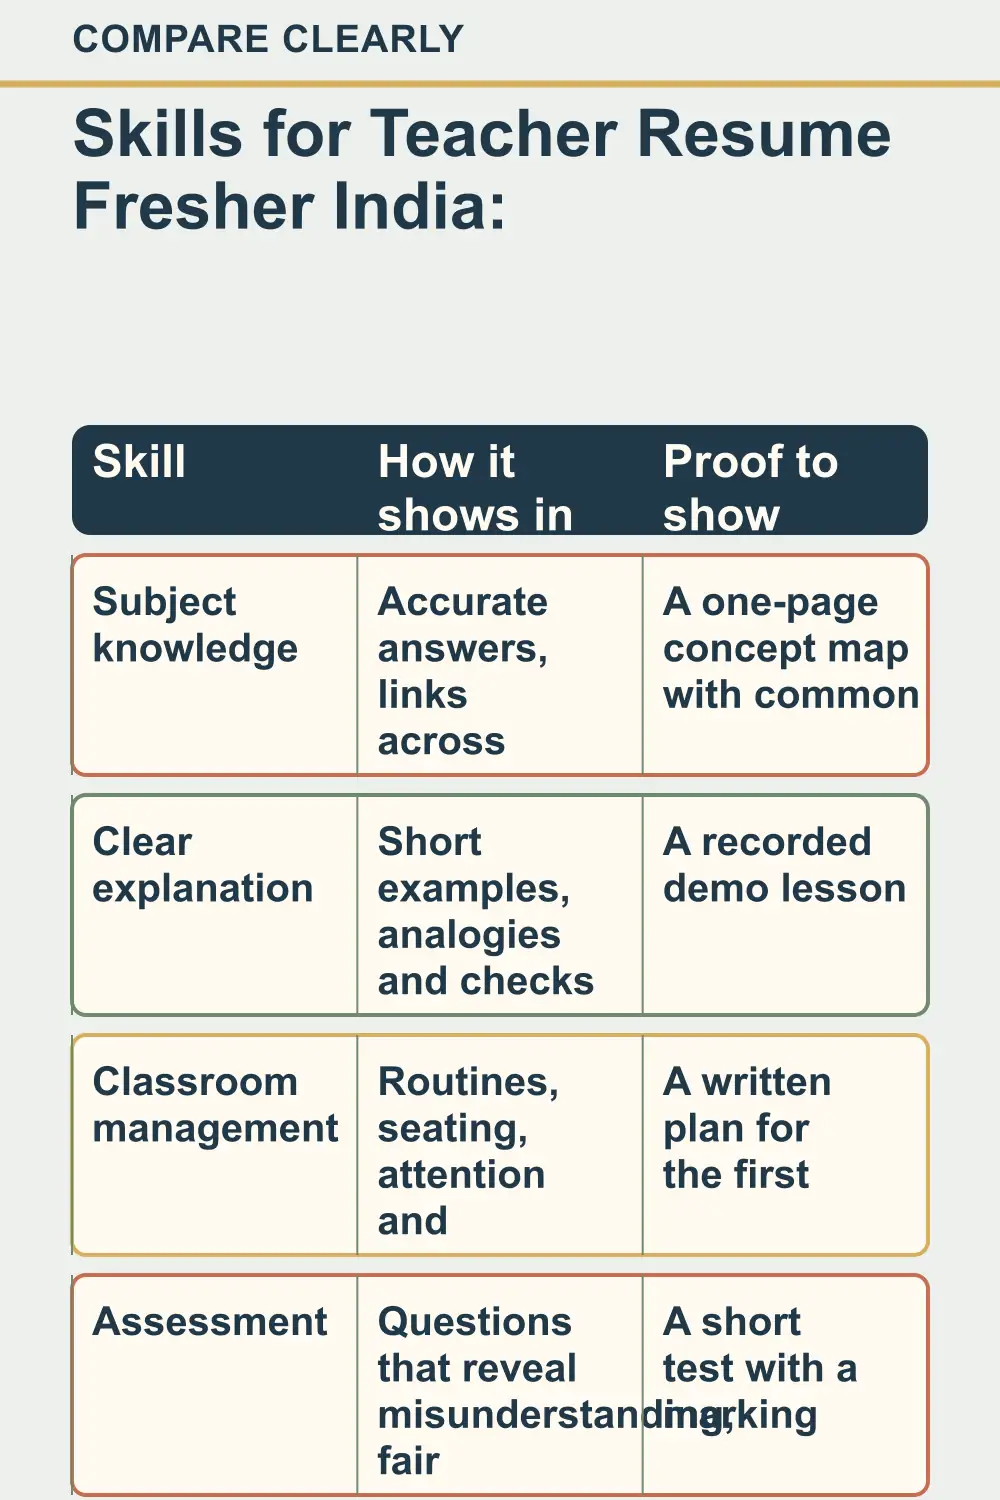 COMPARE CLEARLY
Skills for Teacher Resume
Fresher India:
Skill
How it
shows in
Proof to
show
Subject
knowledge
Accurate
answers,
links
across
A one-page
concept map
with common
Clear
explanation
Short
examples,
analogies
and checks
A recorded
demo lesson
Classroom
management
Routines,
seating,
attention
and
A written
plan for
the first
Assessment
Questions
that reveal
misunderstanding,
fair
A short
test with a
marking